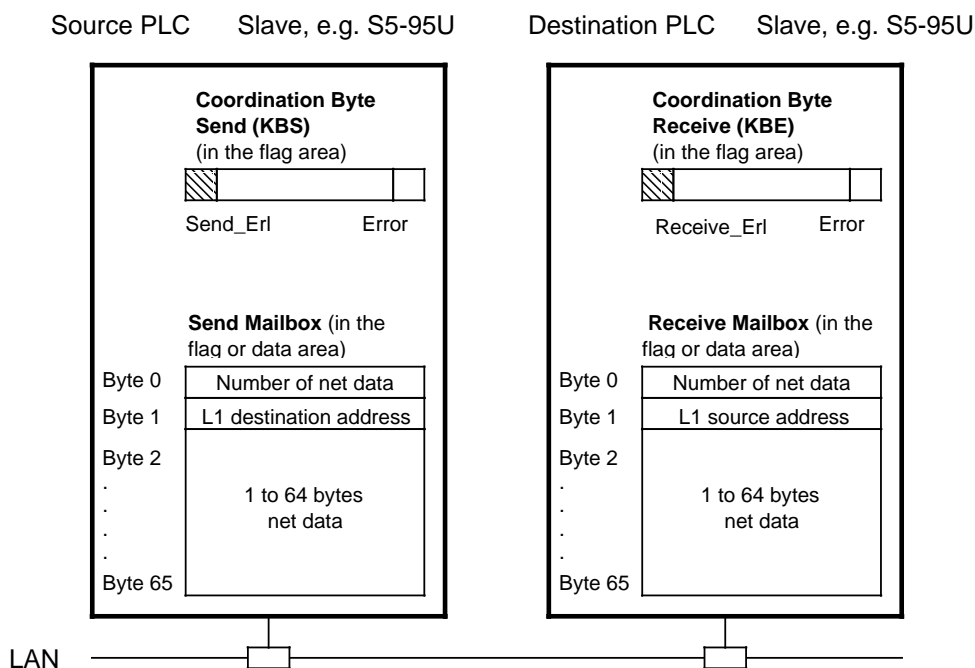 Source PLC Slave, e.g. S5-95U
Destination PLC Slave, e.g. S5-95U
Coordination Byte
Send (KBS)
(in the flag area)
Send_Erl Error
Send Mailbox (in the
flag or data area)
Byte 0 Number of net data
Byte 1 L1 destination address
Byte 2
.
.
.
.
1 to 64 bytes
net data
Byte 65
Coordination Byte
Receive (KBE)
(in the flag area)
Receive_Erl Error
Receive Mailbox (in the
flag or data area)
Byte 0 Number of net data
Byte 1 L1 source address
Byte 2
.
.
.
.
1 to 64 bytes
net data
Byte 65
LAN